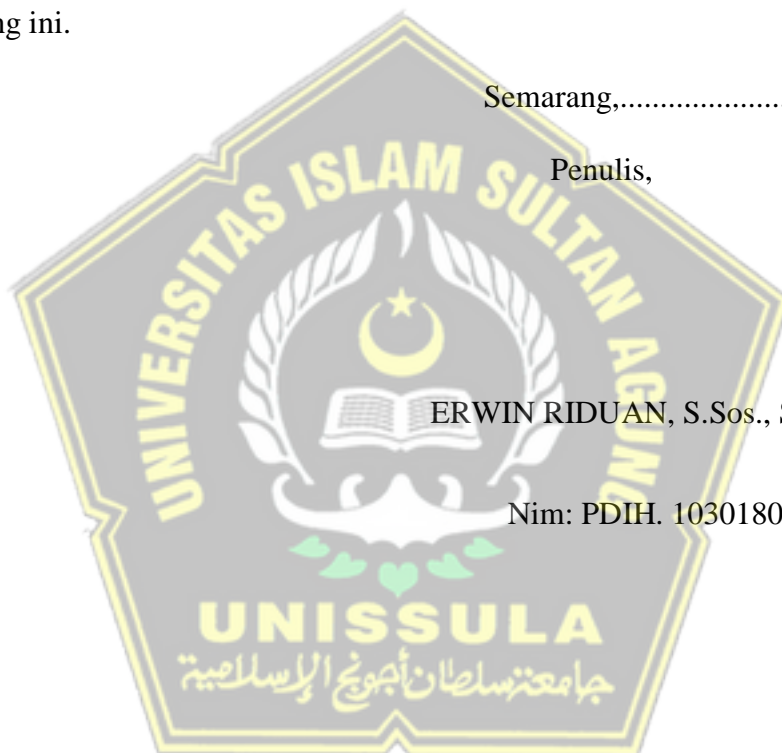 ng ini.
Semarang,....................
Penulis,
UNIVERSITAS ISLAM SULTAN AGUNG
ERWIN RIDUAN, S.Sos., S
Nim: PDIH. 1030180
UNISSULA
جامعة سلطان أجونج الإسلامية